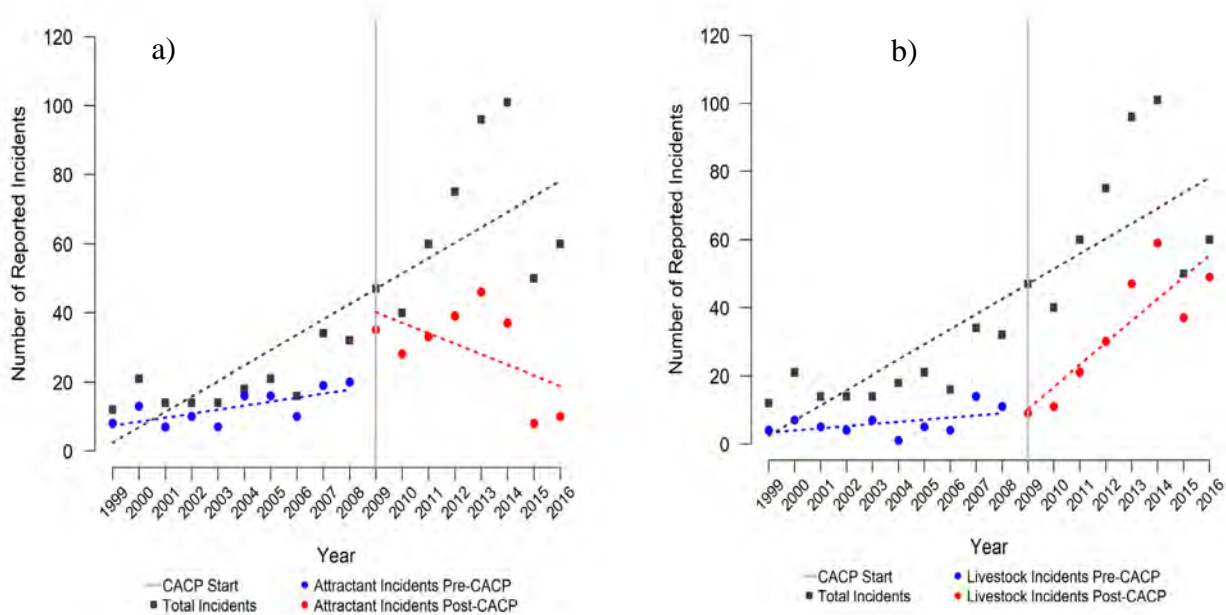 a)
Number of Reported Incidents
120
100
80
60
40
20
0
1999 2000 2001 2002 2003 2004 2005 2006 2007 2008 2009 2010 2011 2012 2013 2014 2015 2016
Year
CACP Start
Total Incidents
Attractant Incidents Pre-CACP
Attractant Incidents Post-CACP
b)
Number of Reported Incidents
120
100
80
60
40
20
0
1999 2000 2001 2002 2003 2004 2005 2006 2007 2008 2009 2010 2011 2012 2013 2014 2015 2016
Year
CACP Start
Total Incidents
Livestock Incidents Pre-CACP
Livestock Incidents Post-CACP